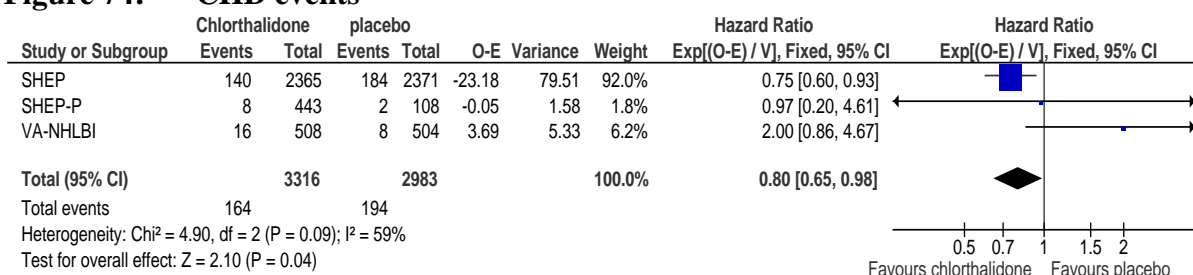 Figure 74: CHD events
Chlorthalidone placebo Hazard Ratio Hazard Ratio
Study or Subgroup Events Total Events Total O-E Variance Weight Exp[(O-E) / V], Fixed, 95% CI Exp[(O-E) / V], Fixed, 95% CI
SHEP 140 2365 184 2371 -23.18 79.51 92.0% 0.75 [0.60, 0.93]
SHEP-P 8 443 2 108 -0.05 1.58 1.8% 0.97 [0.20, 4.61]
VA-NHLBI 16 508 8 504 3.69 5.33 6.2% 2.00 [0.86, 4.67]
Total (95% CI) 3316 2983 100.0% 0.80 [0.65, 0.98]
Total events 164 194
Heterogeneity: Chi² = 4.90, df = 2 (P = 0.09); I² = 59%
Test for overall effect: Z = 2.10 (P = 0.04)
0.5 0.7 1 1.5 2
Favours chlorthalidone Favours placebo